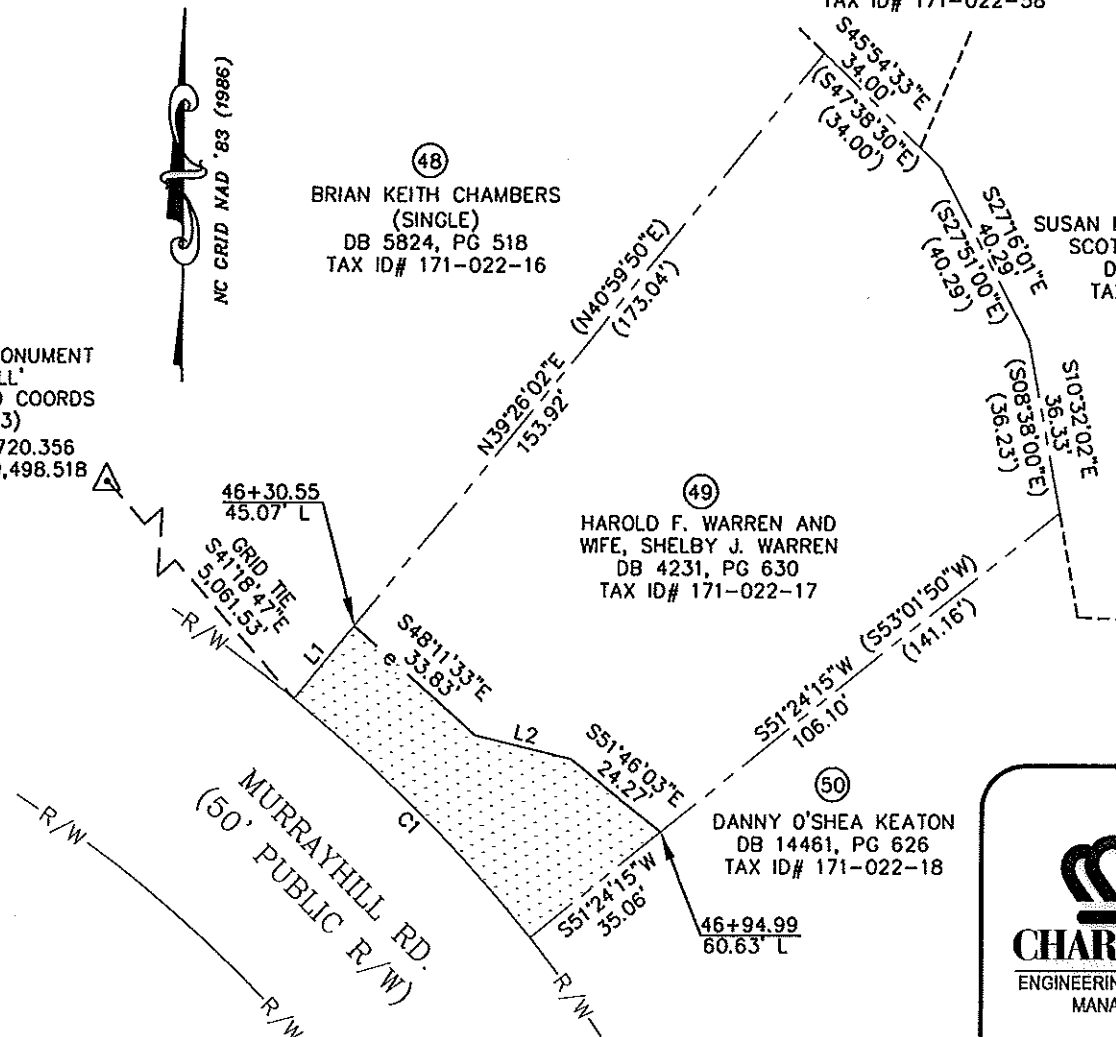 TAX ID# 171-022-58
NC GRID NAD '83 (1986)
S45°54'33"E
34.00'
(S47°38'30"E)
(34.00')
48
BRIAN KEITH CHAMBERS
(SINGLE)
DB 5824, PG 518
TAX ID# 171-022-16
S27°16'01"E
40.29'
(S27°51'00"E)
(40.29')
SUSAN
SCOT
D
TAX
(N40°59'50"E)
(173.04')
N39°26'02"E
153.92'
ONUMENT
LL'
) COORDS
3)
720.356
,498.518
S10°32'02"E
36.33'
(S08°38'00"E)
(36.23')
46+30.55
45.07' L
49
HAROLD F. WARREN AND
WIFE, SHELBY J. WARREN
DB 4231, PG 630
TAX ID# 171-022-17
GRID TIE
S41°18'47"E
5,061.53'
-R/W-
L1
e
S48°11'33"E
33.83'
L2
S51°46'03"E
24.27'
S51°24'15"W (S53°01'50"W)
106.10' (141.16')
C1
MURRAYHILL RD.
(50' PUBLIC R/W)
-R/W-
-R/W
50
DANNY O'SHEA KEATON
DB 14461, PG 626
TAX ID# 171-022-18
S51°24'15"W
35.06'
46+94.99
60.63' L
-R/W-
CHAR
ENGINEERIN
MANA